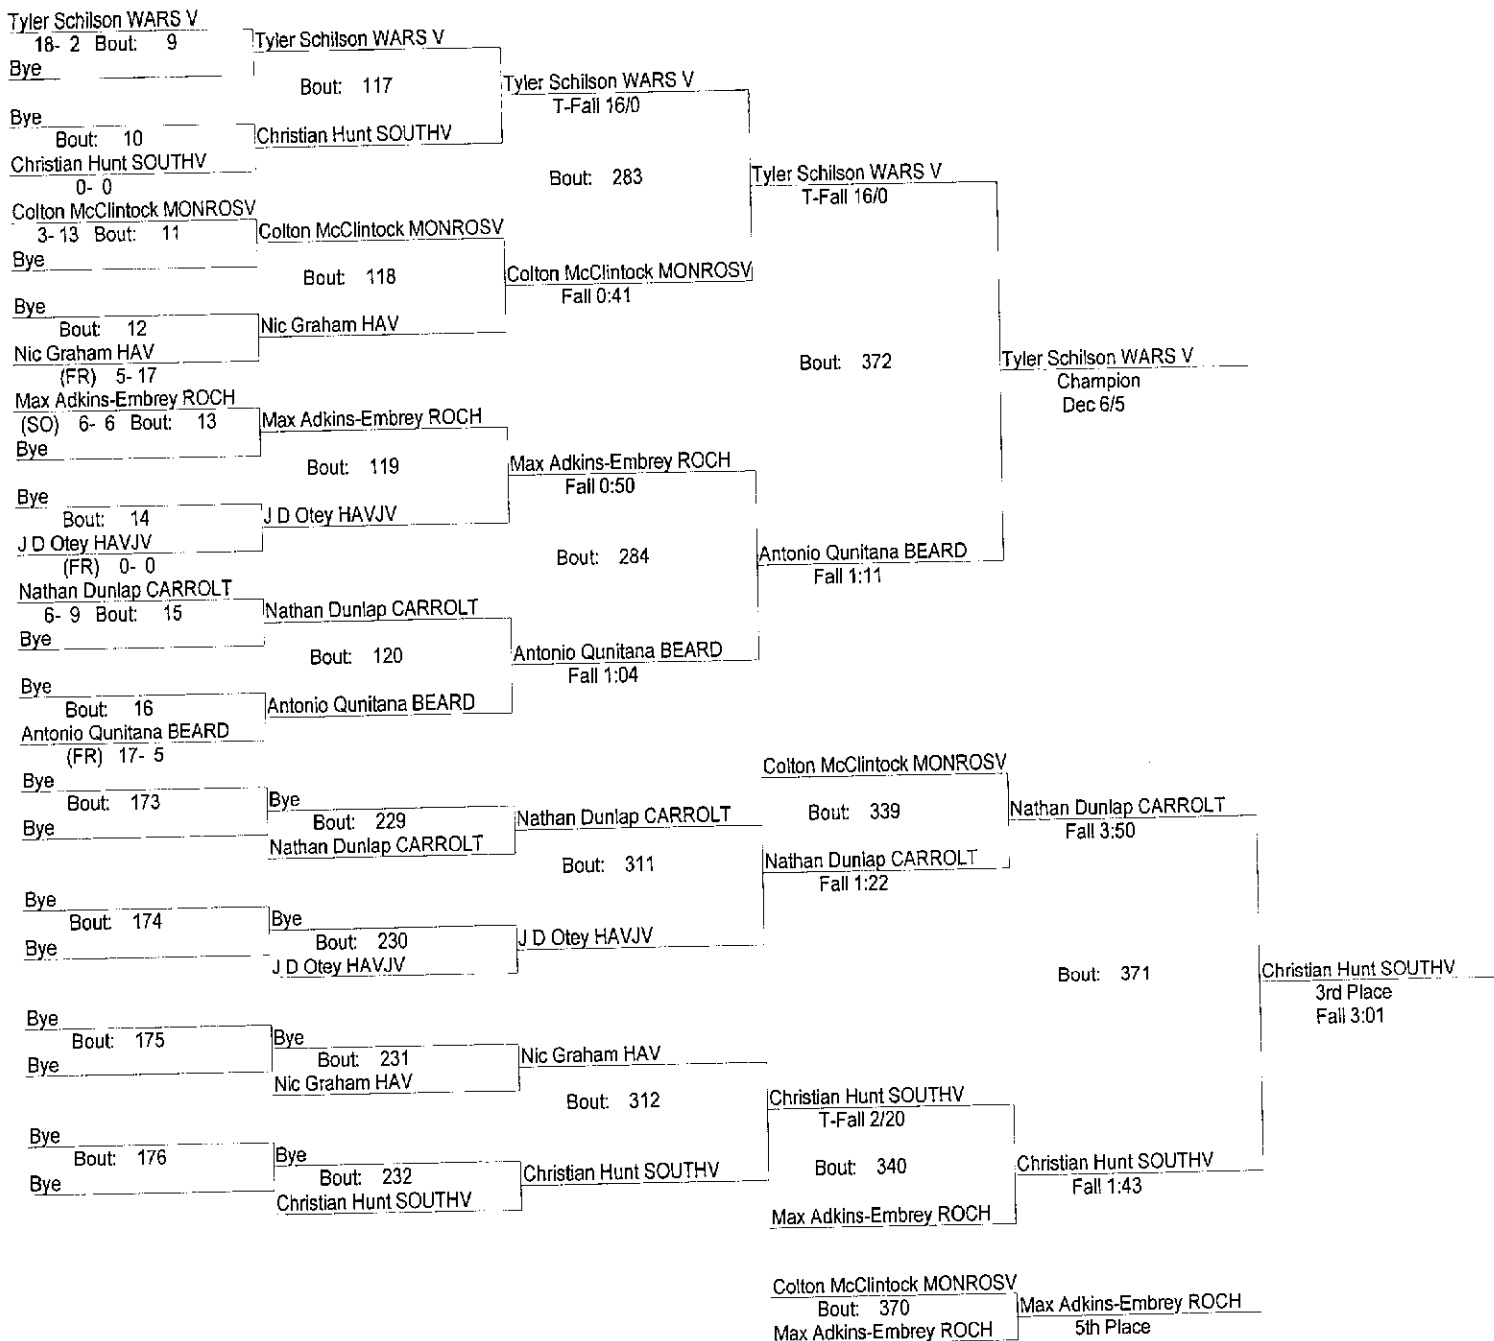 Tyler Schilson WARS V
18- 2 Bout: 9
Bye
Bye
Bout: 10
Christian Hunt SOUTHV
0- 0
Colton McClintock MONROSV
3- 13 Bout: 11
Bye
Bye
Bout: 12
Nic Graham HAV
(FR) 5- 17
Max Adkins-Embrey ROCH
(SO) 6- 6 Bout: 13
Bye
Bye
Bout: 14
J D Otey HAVJV
(FR) 0- 0
Nathan Dunlap CARROLT
6- 9 Bout: 15
Bye
Bye
Bout: 16
Antonio Qunitana BEARD
(FR) 17- 5
Tyler Schilson WARS V
Bout: 117
Christian Hunt SOUTHV
Colton McClintock MONROSV
Bout: 118
Nic Graham HAV
Max Adkins-Embrey ROCH
Bout: 119
J D Otey HAVJV
Nathan Dunlap CARROLT
Bout: 120
Antonio Qunitana BEARD
Tyler Schilson WARS V
T-Fall 16/0
Bout: 283
Colton McClintock MONROSV
Fall 0:41
Max Adkins-Embrey ROCH
Fall 0:50
Bout: 284
Antonio Qunitana BEARD
Fall 1:04
Tyler Schilson WARS V
T-Fall 16/0
Bout: 372
Antonio Qunitana BEARD
Fall 1:11
Tyler Schilson WARS V
Champion
Dec 6/5
Bye
Bout: 173
Bye
Bye
Bout: 174
Bye
Bye
Bout: 175
Bye
Bye
Bout: 176
Bye
Bye
Bout: 229
Nathan Dunlap CARROLT
Bye
Bout: 230
J D Otey HAVJV
Bye
Bout: 231
Nic Graham HAV
Bye
Bout: 232
Christian Hunt SOUTHV
Nathan Dunlap CARROLT
Bout: 311
J D Otey HAVJV
Nic Graham HAV
Bout: 312
Christian Hunt SOUTHV
Colton McClintock MONROSV
Bout: 339
Nathan Dunlap CARROLT
Fall 1:22
Christian Hunt SOUTHV
T-Fall 2/20
Bout: 340
Max Adkins-Embrey ROCH
Nathan Dunlap CARROLT
Fall 3:50
Bout: 371
Christian Hunt SOUTHV
Fall 1:43
Christian Hunt SOUTHV
3rd Place
Fall 3:01
Colton McClintock MONROSV
Bout: 370
Max Adkins-Embrey ROCH
Max Adkins-Embrey ROCH
5th Place